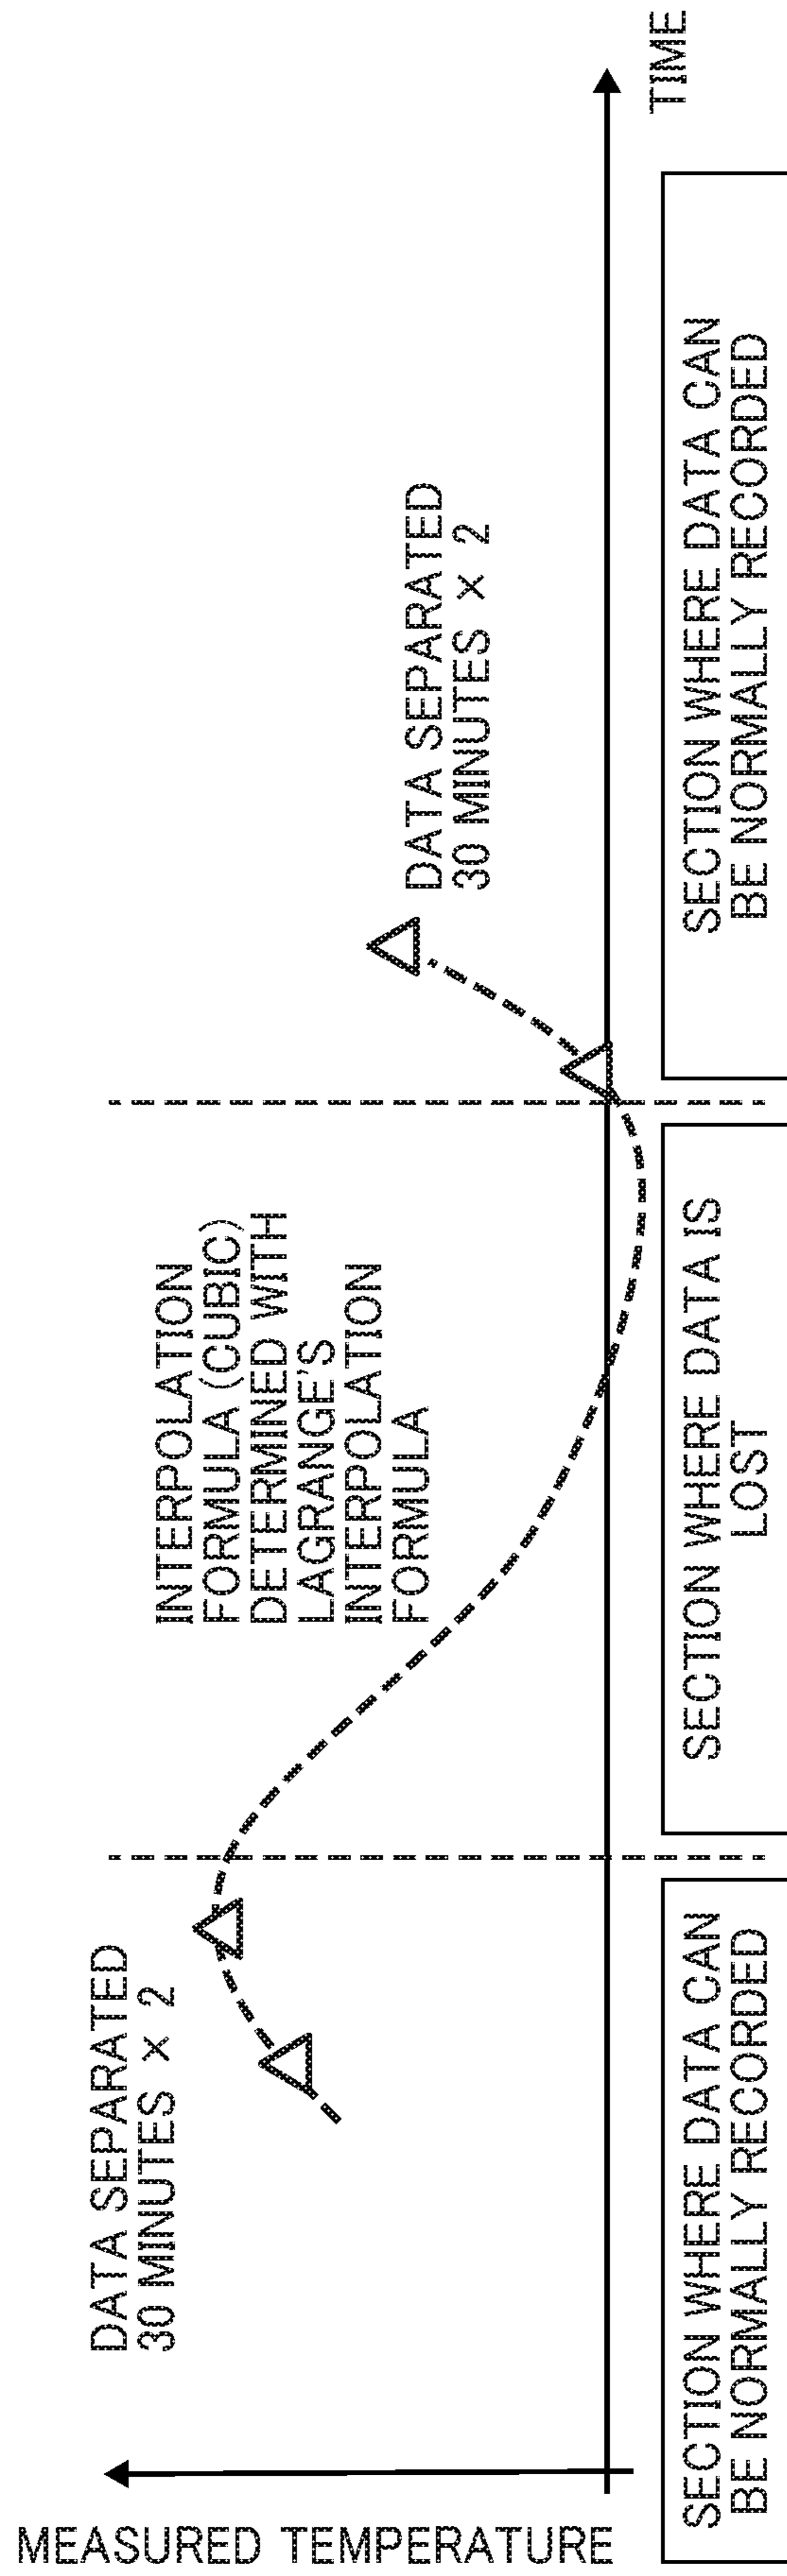 MEASURED TEMPERATURE
DATA SEPARATED
30 MINUTES × 2
INTERPOLATION
FORMULA (CUBIC)
DETERMINED WITH
LAGRANGE'S
INTERPOLATION
FORMULA
DATA SEPARATED
30 MINUTES × 2
TIME
SECTION WHERE DATA CAN
BE NORMALLY RECORDED
SECTION WHERE DATA IS
LOST
SECTION WHERE DATA CAN
BE NORMALLY RECORDED